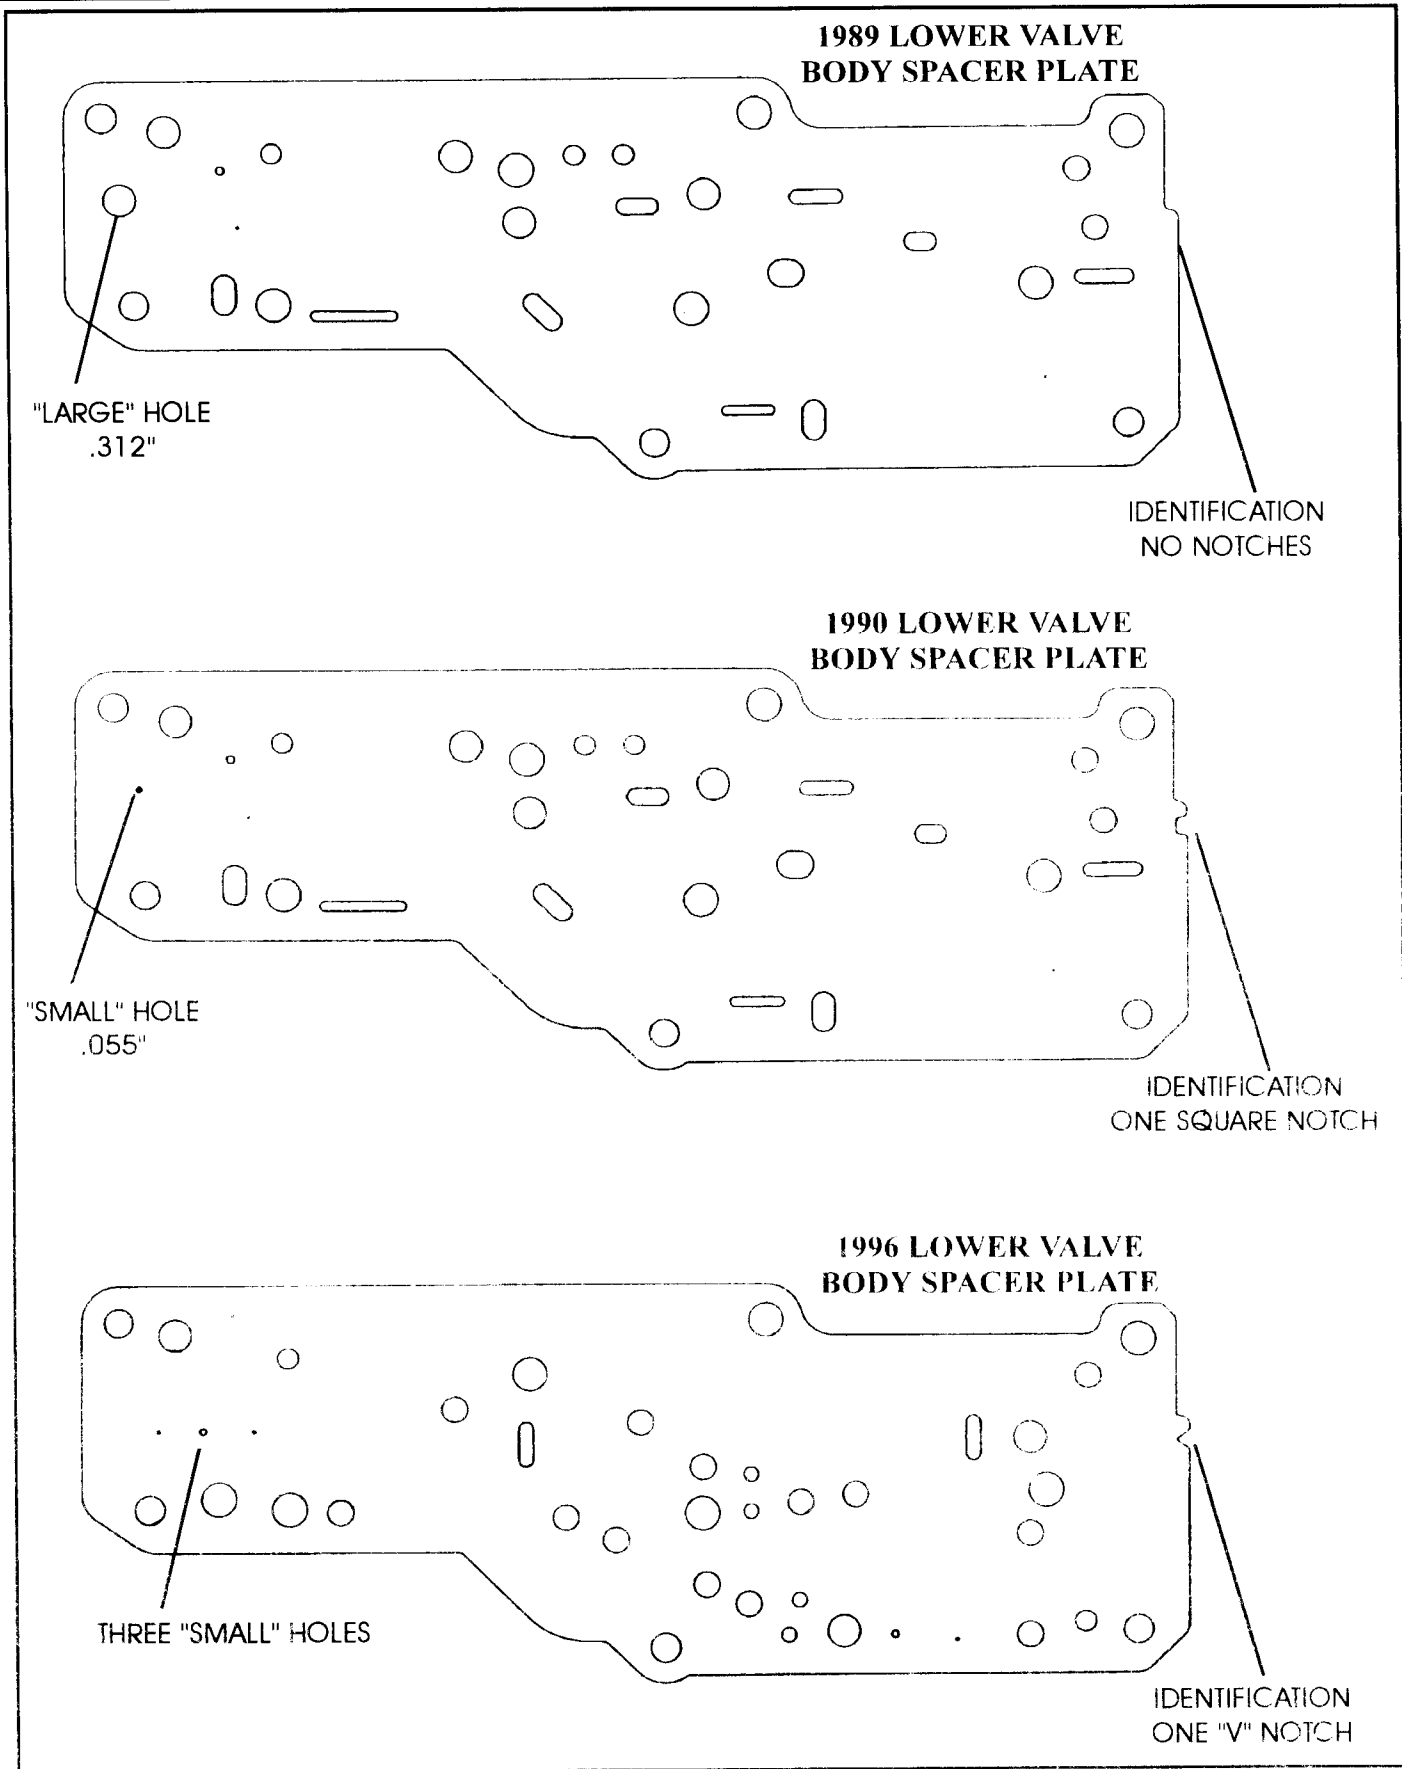 1989 LOWER VALVE
BODY SPACER PLATE
"LARGE" HOLE
.312"
IDENTIFICATION
NO NOTCHES
1990 LOWER VALVE
BODY SPACER PLATE
"SMALL" HOLE
.055"
IDENTIFICATION
ONE SQUARE NOTCH
1996 LOWER VALVE
BODY SPACER PLATE
THREE "SMALL" HOLES
IDENTIFICATION
ONE "V" NOTCH